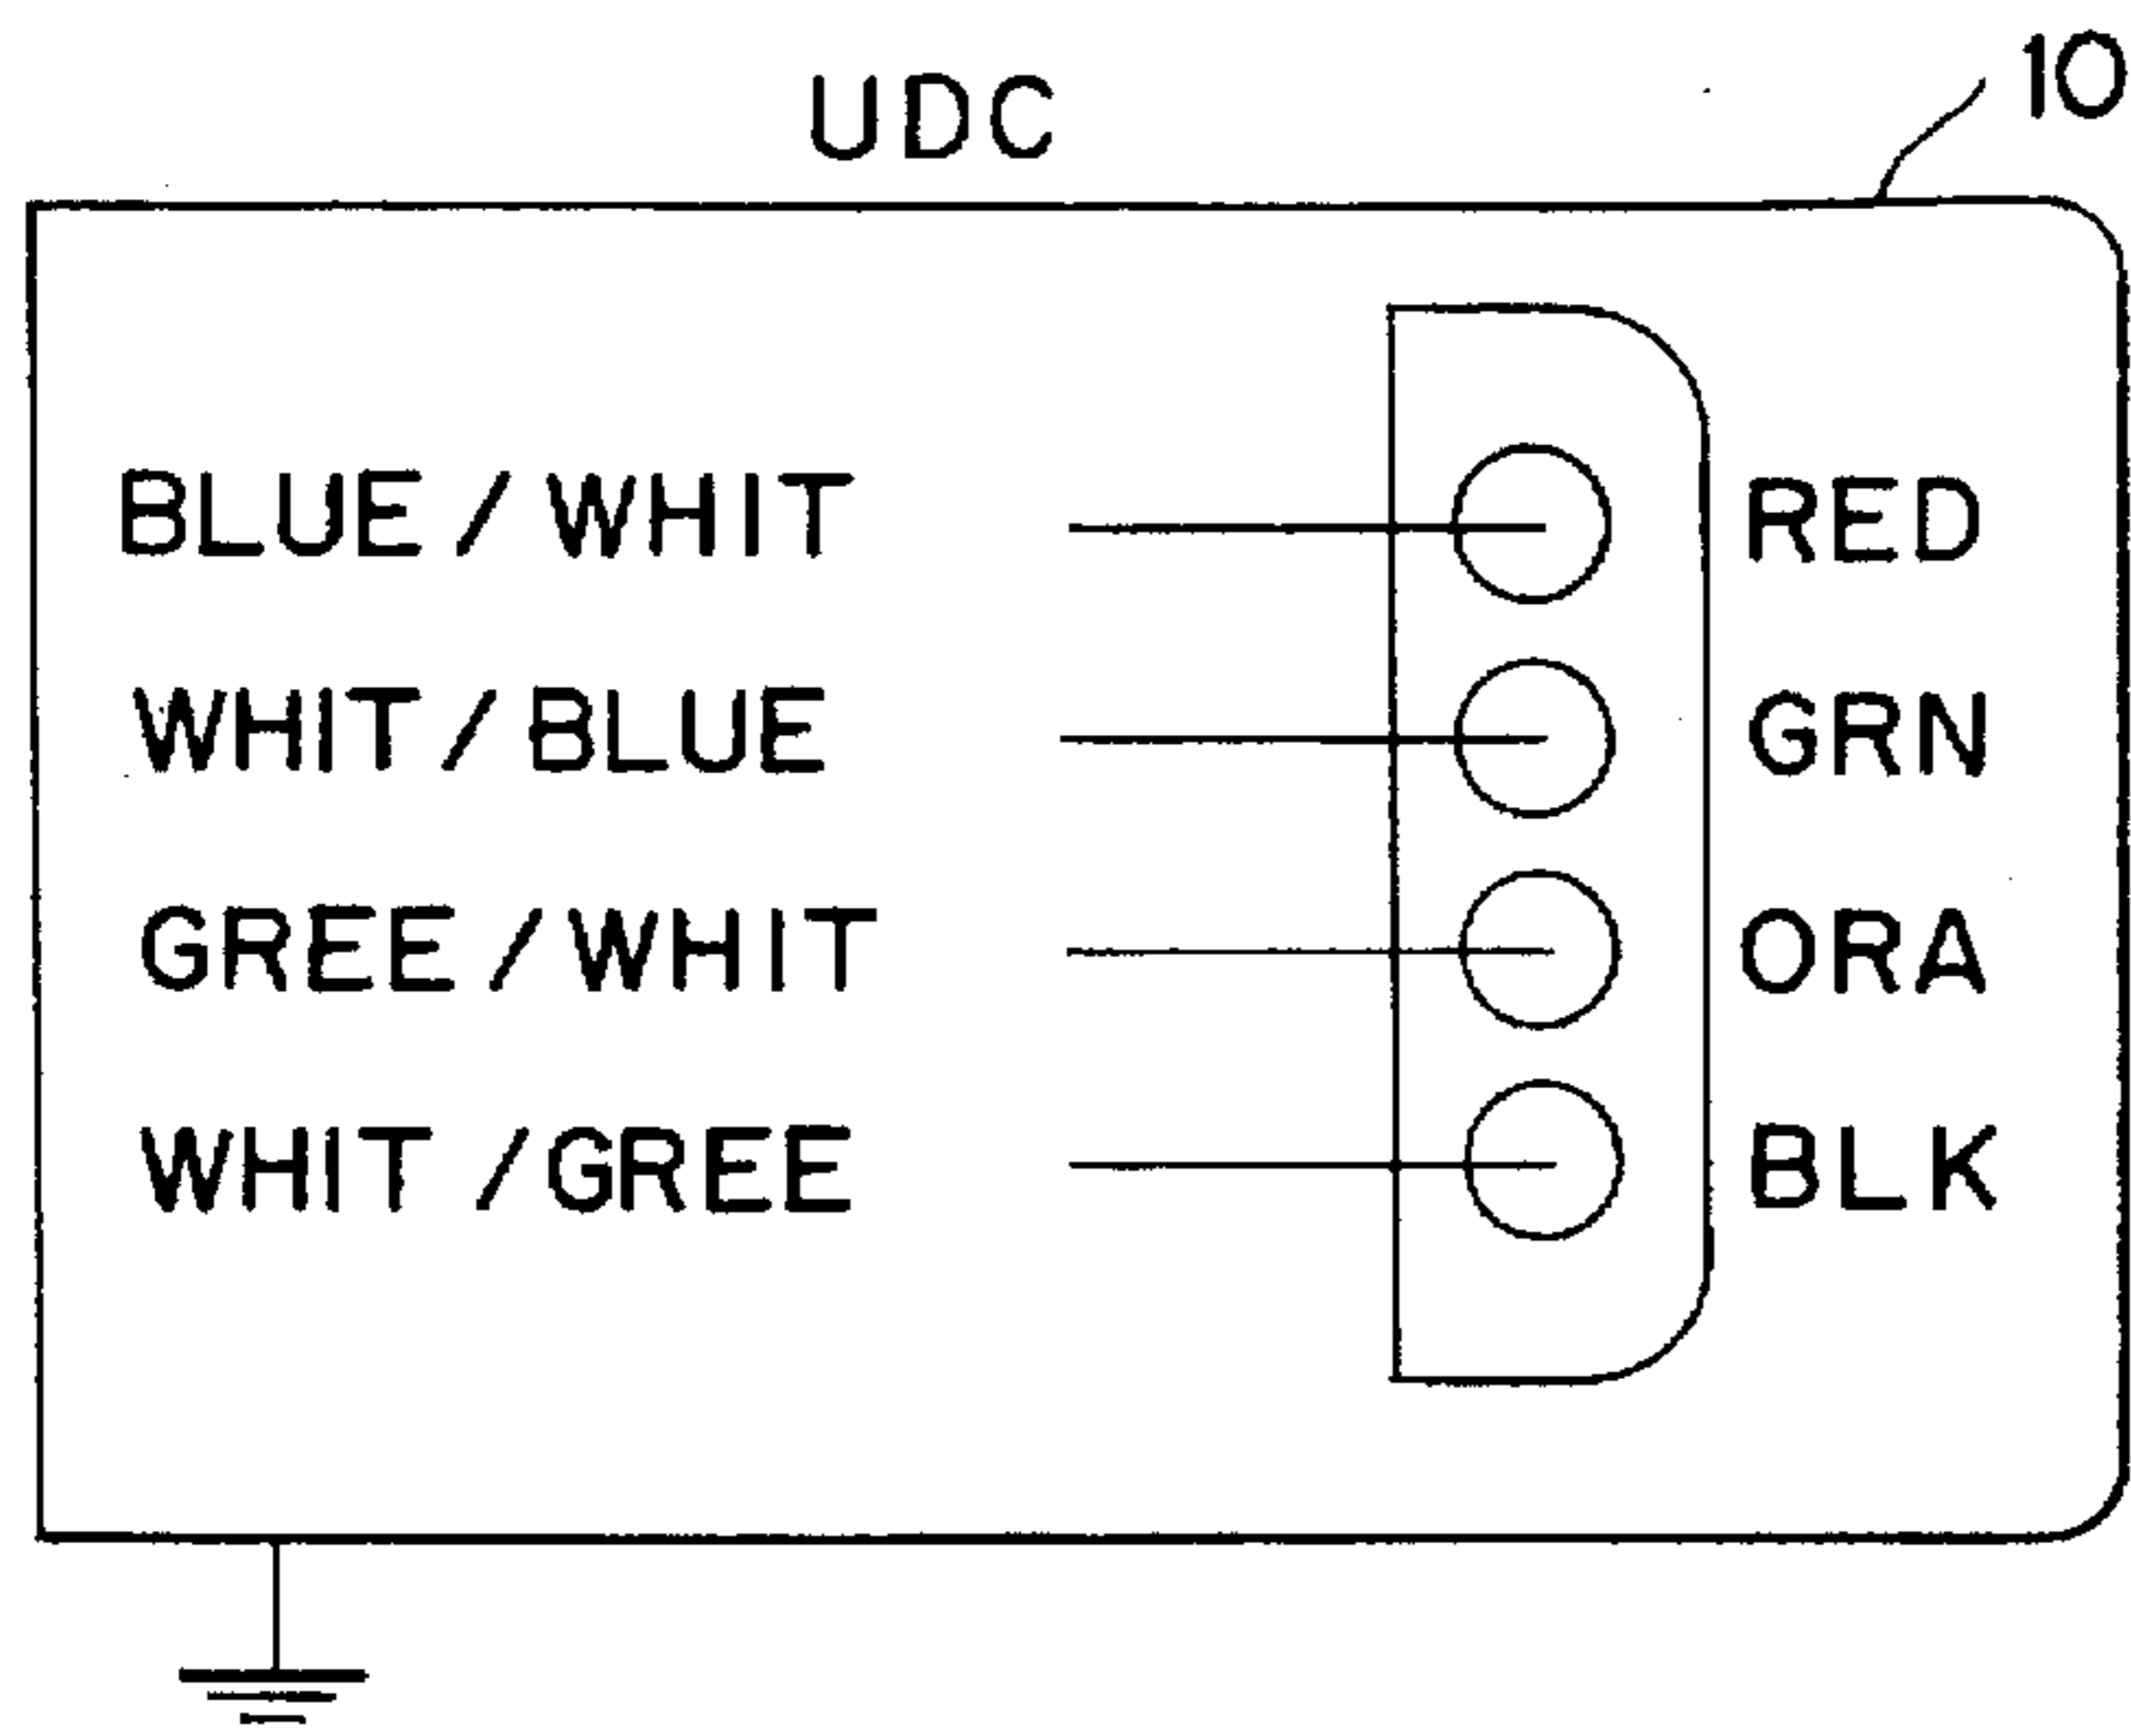 UDC
10
BLUE/WHIT RED
WHIT/BLUE GRN
GREE/WHIT ORA
WHIT/GREE BLK